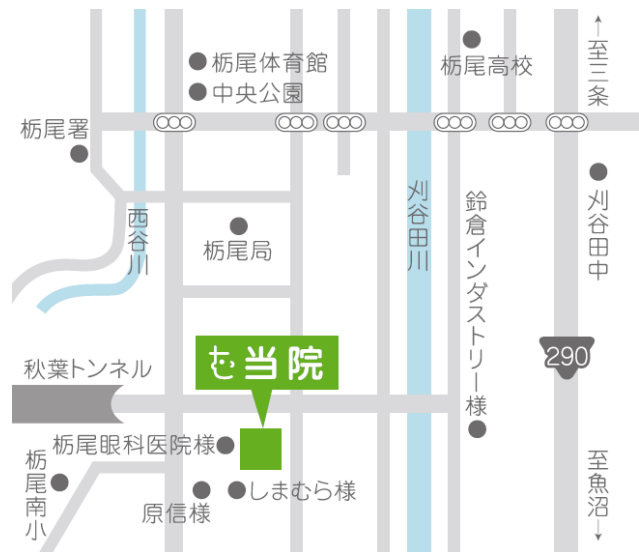 ↑
至三条
栃尾体育館
中央公園
栃尾高校
栃尾署
西谷川
栃尾局
刈谷田川
鈴倉インダストリー様
刈谷田中
290
秋葉トンネル
当院
栃尾眼科医院様
栃尾南小
原信様
しまむら様
至魚沼
↓